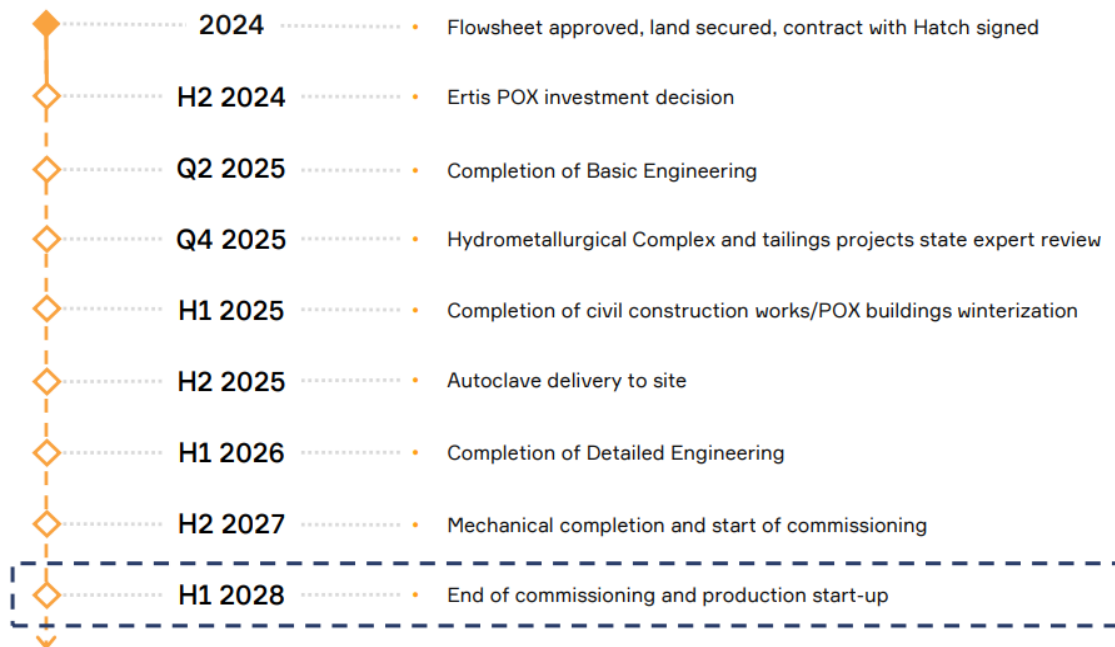 2024 Flowsheet approved, land secured, contract with Hatch signed
H2 2024 Ertis POX investment decision
Q2 2025 Completion of Basic Engineering
Q4 2025 Hydrometallurgical Complex and tailings projects state expert review
H1 2025 Completion of civil construction works/POX buildings winterization
H2 2025 Autoclave delivery to site
H1 2026 Completion of Detailed Engineering
H2 2027 Mechanical completion and start of commissioning
H1 2028 End of commissioning and production start-up